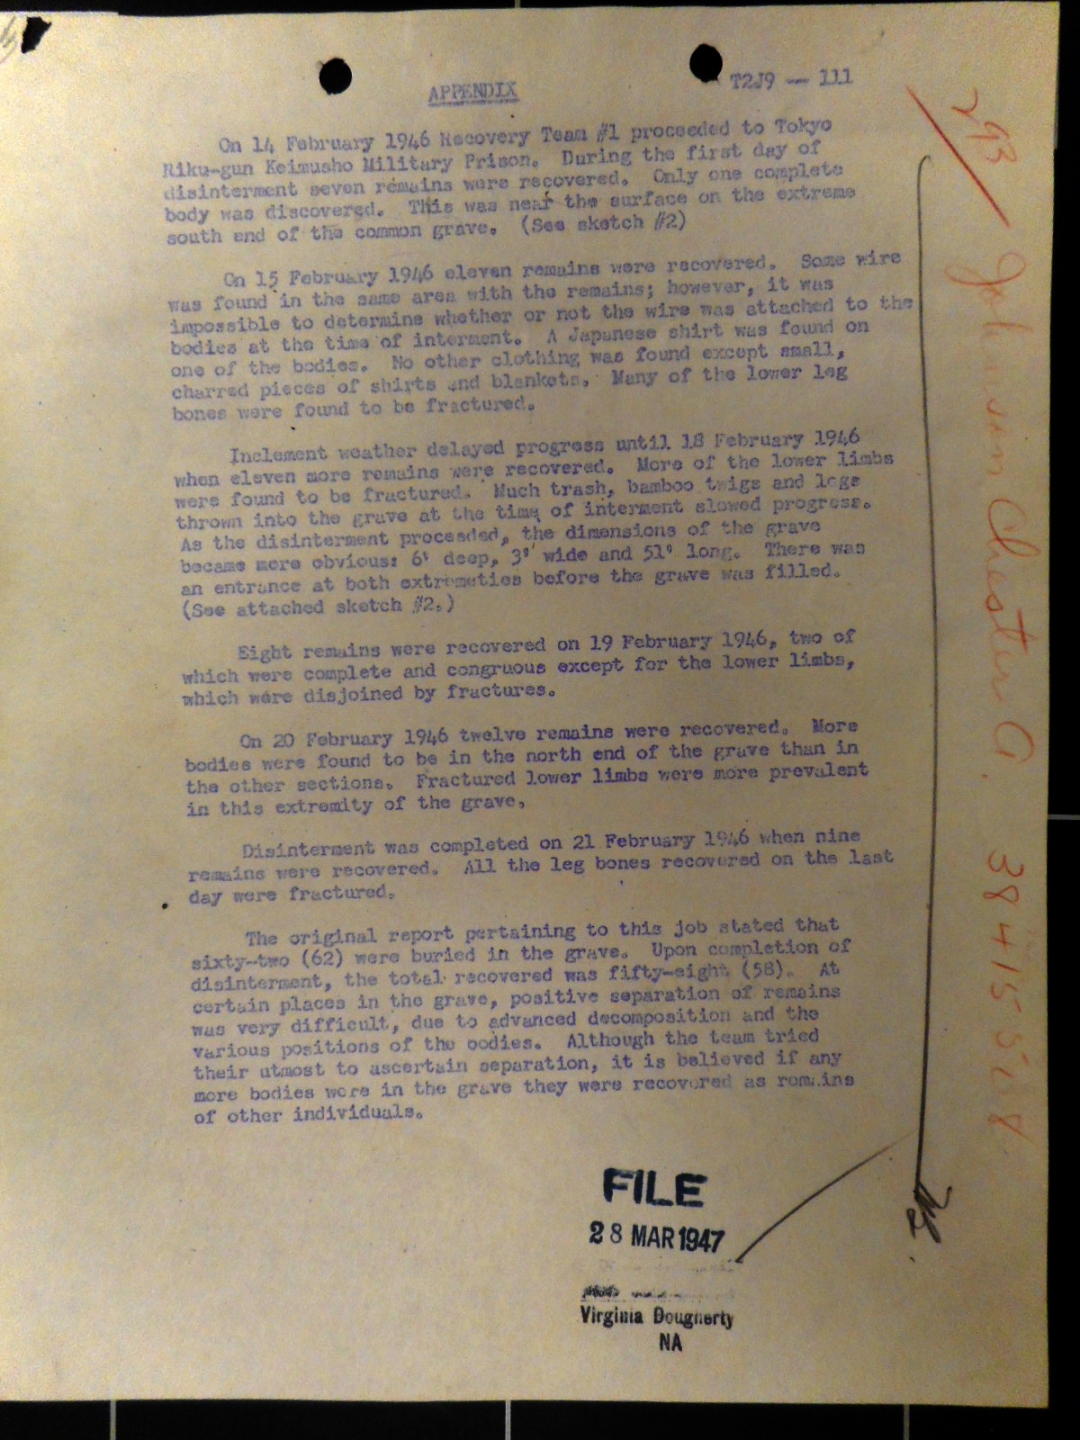 T2J9 -- 111
APPENDIX
On 14 February 1946 Recovery Team #1 proceeded to Tokyo
Riku-gun Keimusho Military Prison. During the first day of
disinterment seven remains were recovered. Only one complete
body was discovered. This was near the surface on the extreme
south end of the common grave. (See sketch #2)
On 15 February 1946 eleven remains were recovered. Some wire
was found in the same area with the remains; however, it was
impossible to determine whether or not the wire was attached to the
bodies at the time of interment. A Japanese shirt was found on
one of the bodies. No other clothing was found except small,
charred pieces of shirts and blankets. Many of the lower leg
bones were found to be fractured.
Inclement weather delayed progress until 18 February 1946
when eleven more remains were recovered. More of the lower limbs
were found to be fractured. Much trash, bamboo twigs and logs
thrown into the grave at the time of interment slowed progress.
As the disinterment proceeded, the dimensions of the grave
became more obvious: 6' deep, 3' wide and 51' long. There was
an entrance at both extremeties before the grave was filled.
(See attached sketch #2.)
Eight remains were recovered on 19 February 1946, two of
which were complete and congruous except for the lower limbs,
which were disjoined by fractures.
On 20 February 1946 twelve remains were recovered. More
bodies were found to be in the north end of the grave than in
the other sections. Fractured lower limbs were more prevalent
in this extremity of the grave.
Disinterment was completed on 21 February 1946 when nine
remains were recovered. All the leg bones recovered on the last
day were fractured.
The original report pertaining to this job stated that
sixty-two (62) were buried in the grave. Upon completion of
disinterment, the total recovered was fifty-eight (58). At
certain places in the grave, positive separation of remains
was very difficult, due to advanced decomposition and the
various positions of the bodies. Although the team tried
their utmost to ascertain separation, it is believed if any
more bodies were in the grave they were recovered as remains
of other individuals.
FILE
28 MAR 1947
Virginia Dougherty
NA
293 Johnson Chester A. 38415528